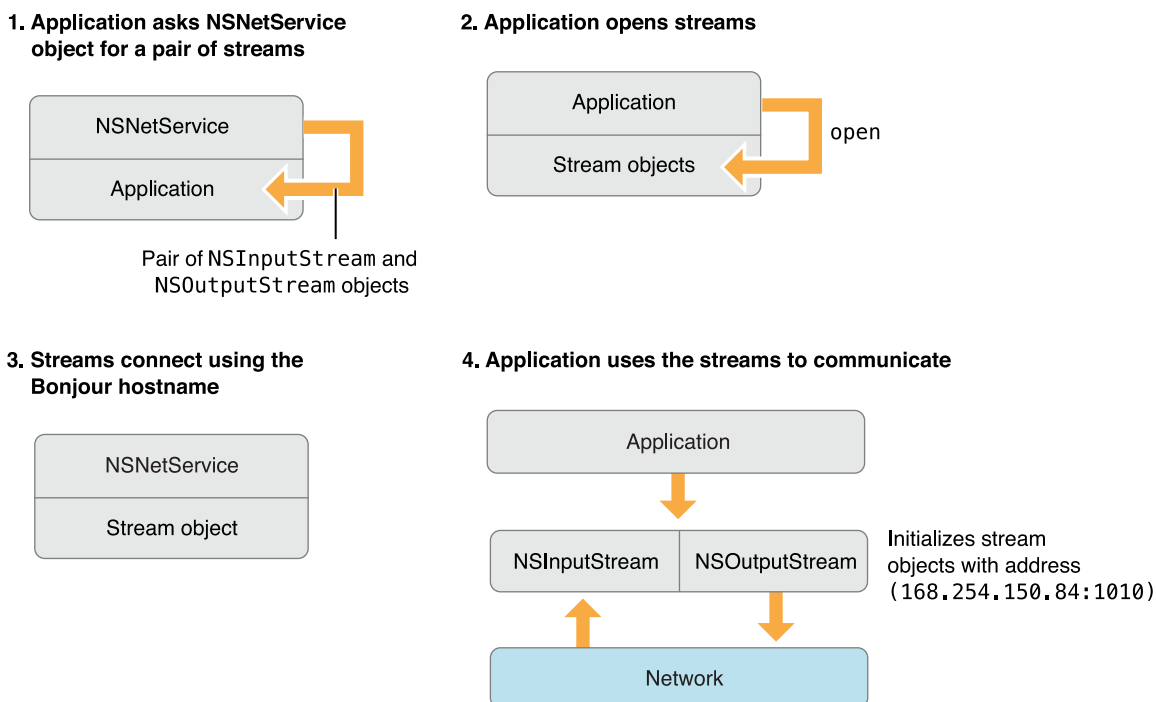 1. Application asks NSNetService
object for a pair of streams
NSNetService
Application
Pair of NSInputStream and
NSOutputStream objects
2. Application opens streams
Application
Stream objects
open
3. Streams connect using the
Bonjour hostname
NSNetService
Stream object
4. Application uses the streams to communicate
Application
NSInputStream
NSOutputStream
Initializes stream
objects with address
(168.254.150.84:1010)
Network